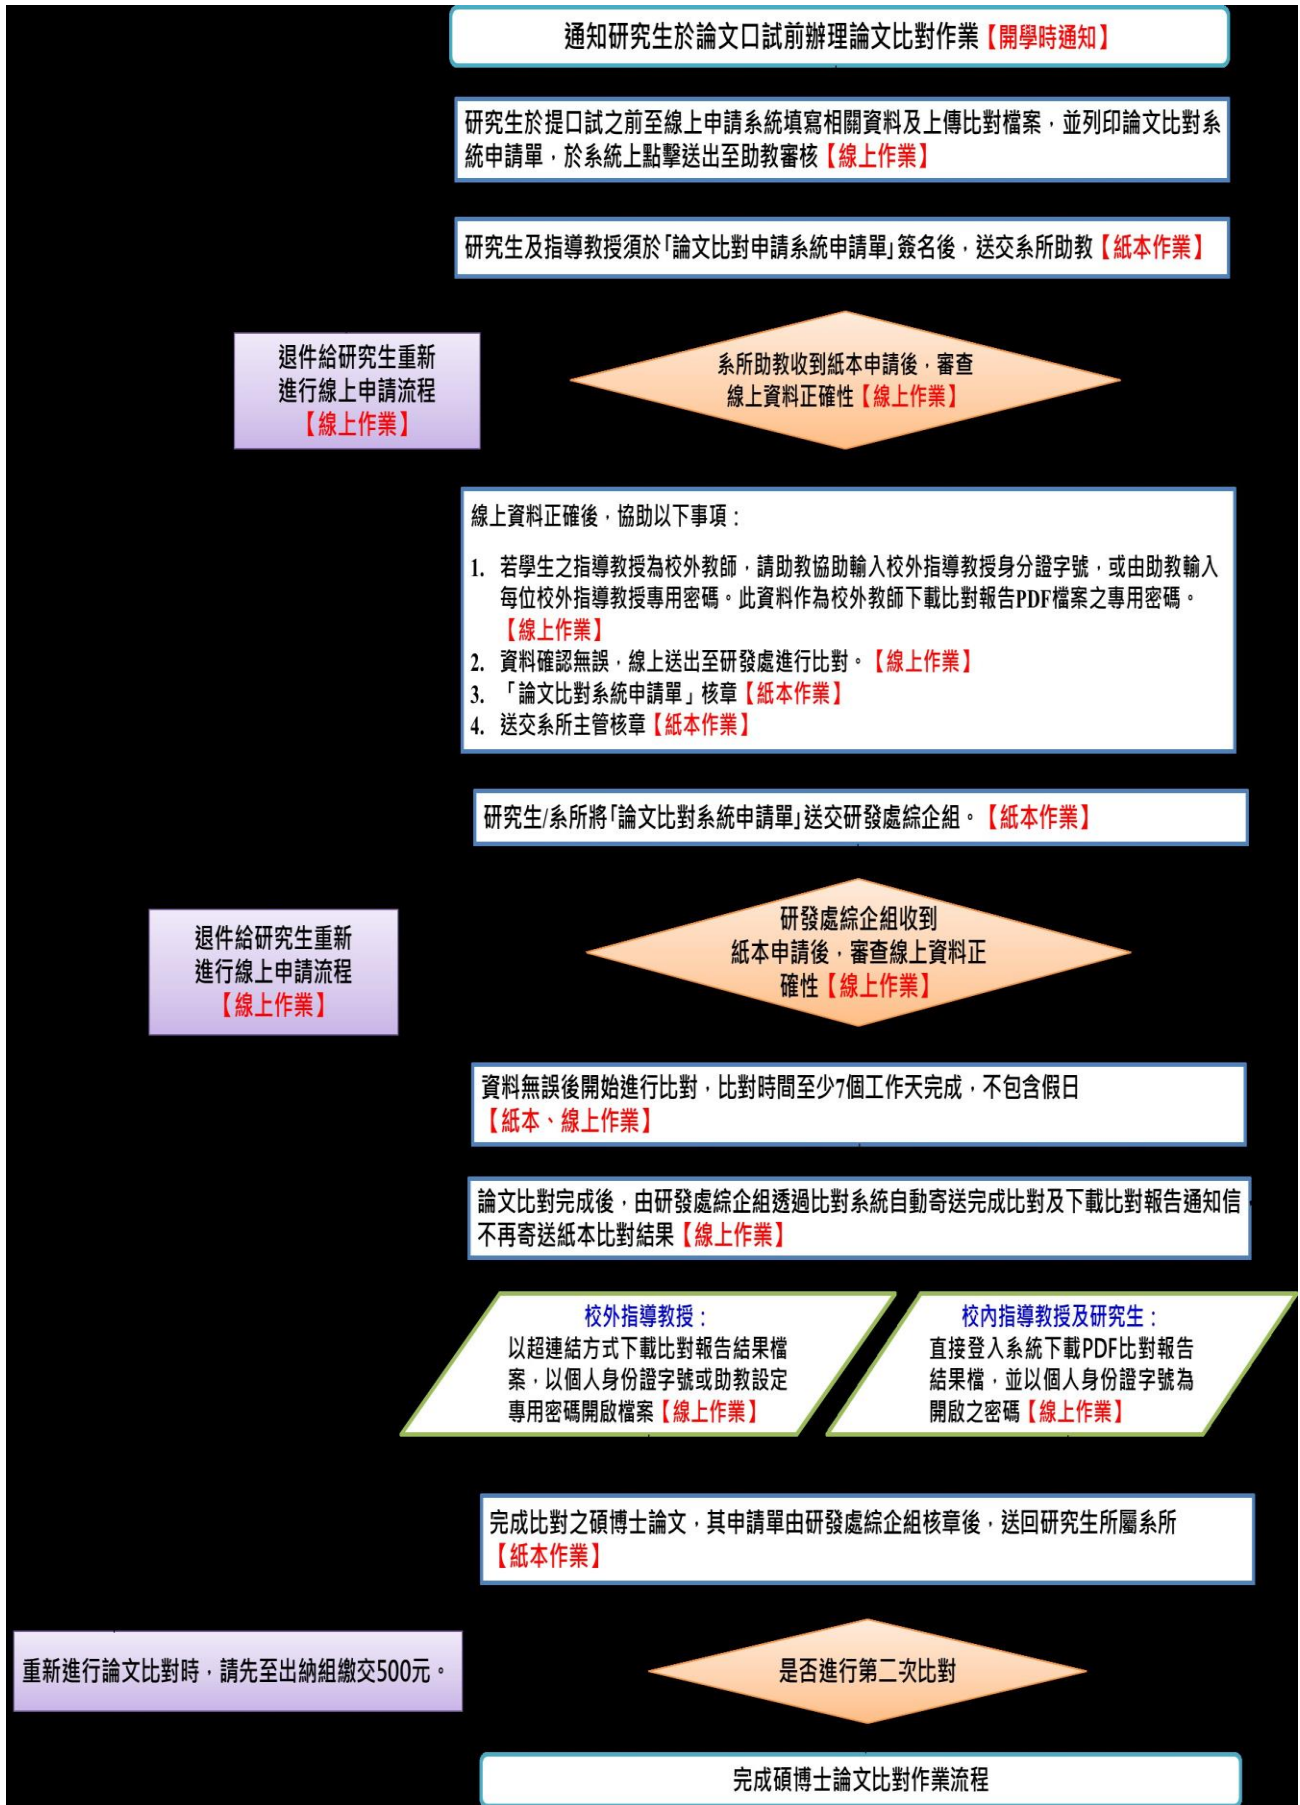 通知研究生於論文口試前辦理論文比對作業【開學時通知】
研究生於提口試之前至線上申請系統填寫相關資料及上傳比對檔案，並列印論文比對系
統申請單，於系統上點擊送出至助教審核【線上作業】
研究生及指導教授須於「論文比對申請系統申請單」簽名後，送交系所助教【紙本作業】
退件給研究生重新
進行線上申請流程
【線上作業】
系所助教收到紙本申請後，審查
線上資料正確性【線上作業】
線上資料正確後，協助以下事項：
1. 若學生之指導教授為校外教師，請助教協助輸入校外指導教授身分證字號，或由助教輸入
每位校外指導教授專用密碼。此資料作為校外教師下載比對報告PDF檔案之專用密碼。
【線上作業】
2. 資料確認無誤，線上送出至研發處進行比對。【線上作業】
3. 「論文比對系統申請單」核章【紙本作業】
4. 送交系所主管核章【紙本作業】
研究生/系所將「論文比對系統申請單」送交研發處綜企組。【紙本作業】
退件給研究生重新
進行線上申請流程
【線上作業】
研發處綜企組收到
紙本申請後，審查線上資料正
確性【線上作業】
資料無誤後開始進行比對，比對時間至少7個工作天完成，不包含假日
【紙本、線上作業】
論文比對完成後，由研發處綜企組透過比對系統自動寄送完成比對及下載比對報告通知信，
不再寄送紙本比對結果【線上作業】
校外指導教授：
以超連結方式下載比對報告結果檔
案，以個人身份證字號或助教設定
專用密碼開啟檔案【線上作業】
校內指導教授及研究生：
直接登入系統下載PDF比對報告
結果檔，並以個人身份證字號為
開啟之密碼【線上作業】
完成比對之碩博士論文，其申請單由研發處綜企組核章後，送回研究生所屬系所
【紙本作業】
重新進行論文比對時，請先至出納組繳交500元。
是否進行第二次比對
完成碩博士論文比對作業流程